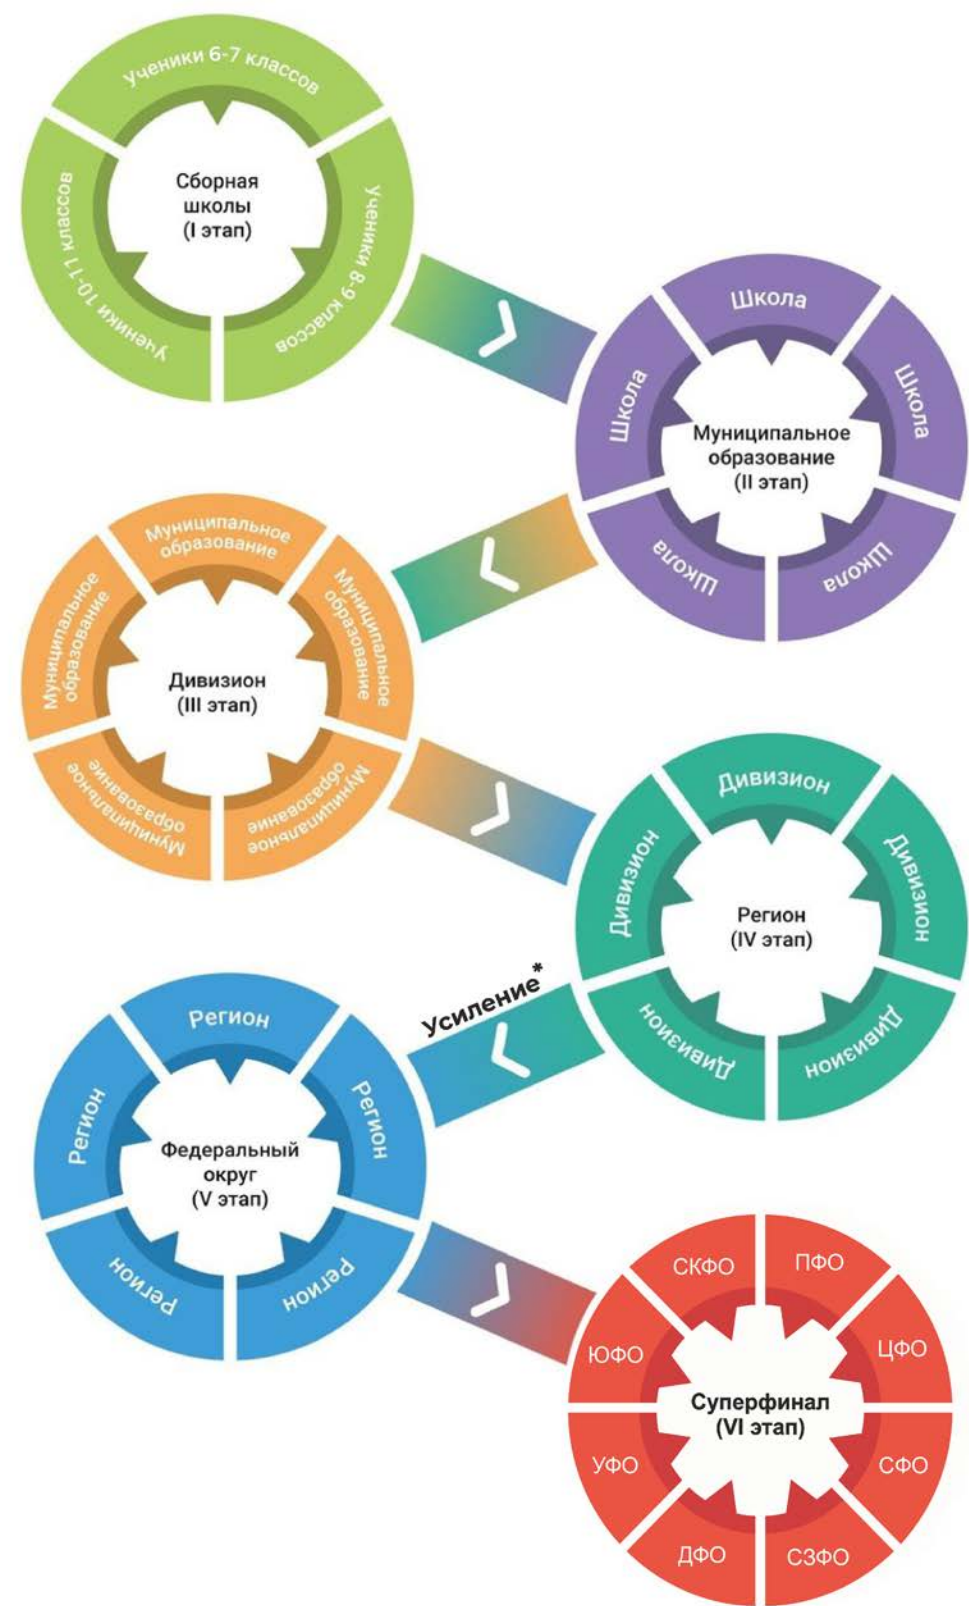 Ученики 6-7 классов
Ученики 10-11 классов
Ученики 8-9 классов
Сборная
школы
(I этап)
Школа
Школа
Школа
Школа
Школа
Муниципальное
образование
(II этап)
Муниципальное
образование
Муниципальное
образование
Муниципальное
образование
Муниципальное
образование
Муниципальное
образование
Дивизион
(III этап)
Дивизион
Дивизион
Дивизион
Дивизион
Дивизион
Регион
(IV этап)
Усиление*
Регион
Регион
Регион
Регион
Регион
Федеральный
округ
(V этап)
СКФО
ПФО
ЮФО
ЦФО
Суперфинал
(VI этап)
УФО
СФО
ДФО
СЗФО